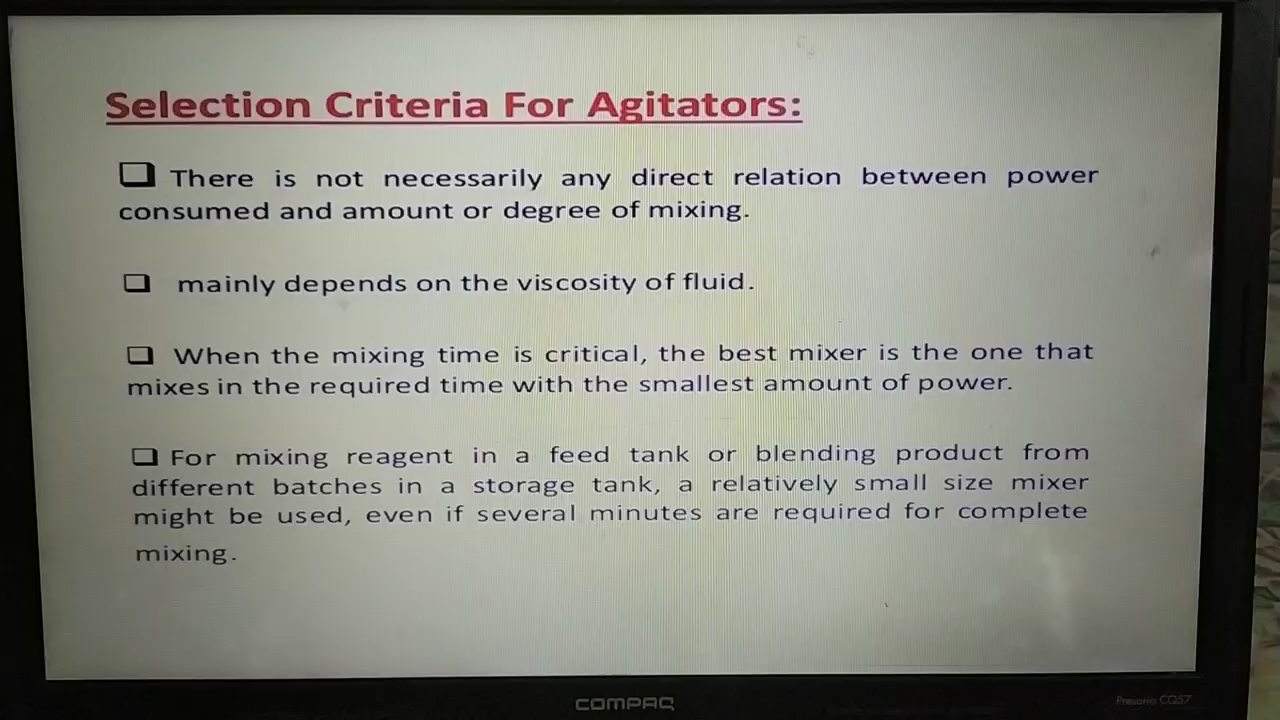 Selection Criteria For Agitators:
There is not necessarily any direct relation between power
consumed and amount or degree of mixing.
mainly depends on the viscosity of fluid.
When the mixing time is critical, the best mixer is the one that
mixes in the required time with the smallest amount of power.
For mixing reagent in a feed tank or blending product from
different batches in a storage tank, a relatively small size mixer
might be used, even if several minutes are required for complete
mixing.
COMPAQ
Presario CQ57